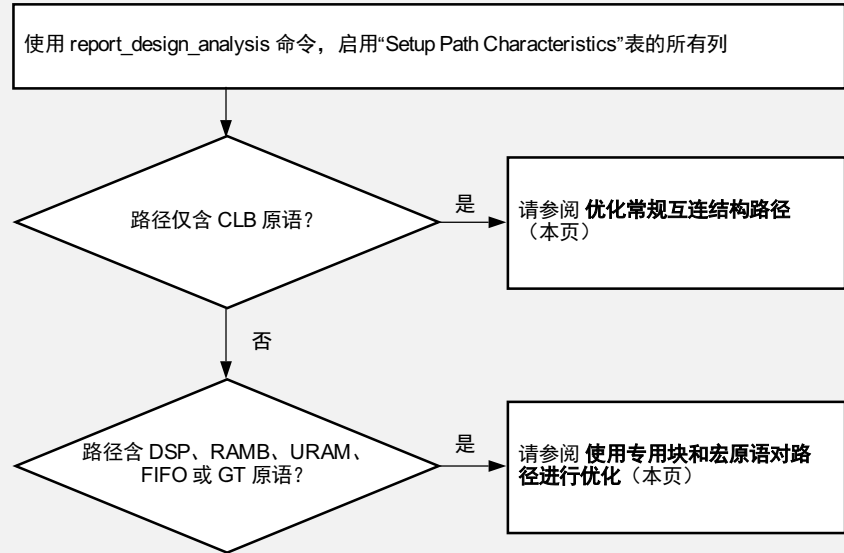 使用 report_design_analysis 命令，启用“Setup Path Characteristics”表的所有列
路径仅含 CLB 原语？
是
请参阅 优化常规互连结构路径
（本页）
否
路径含 DSP、RAMB、URAM、
FIFO 或 GT 原语？
是
请参阅 使用专用块和宏原语对路
径进行优化（本页）